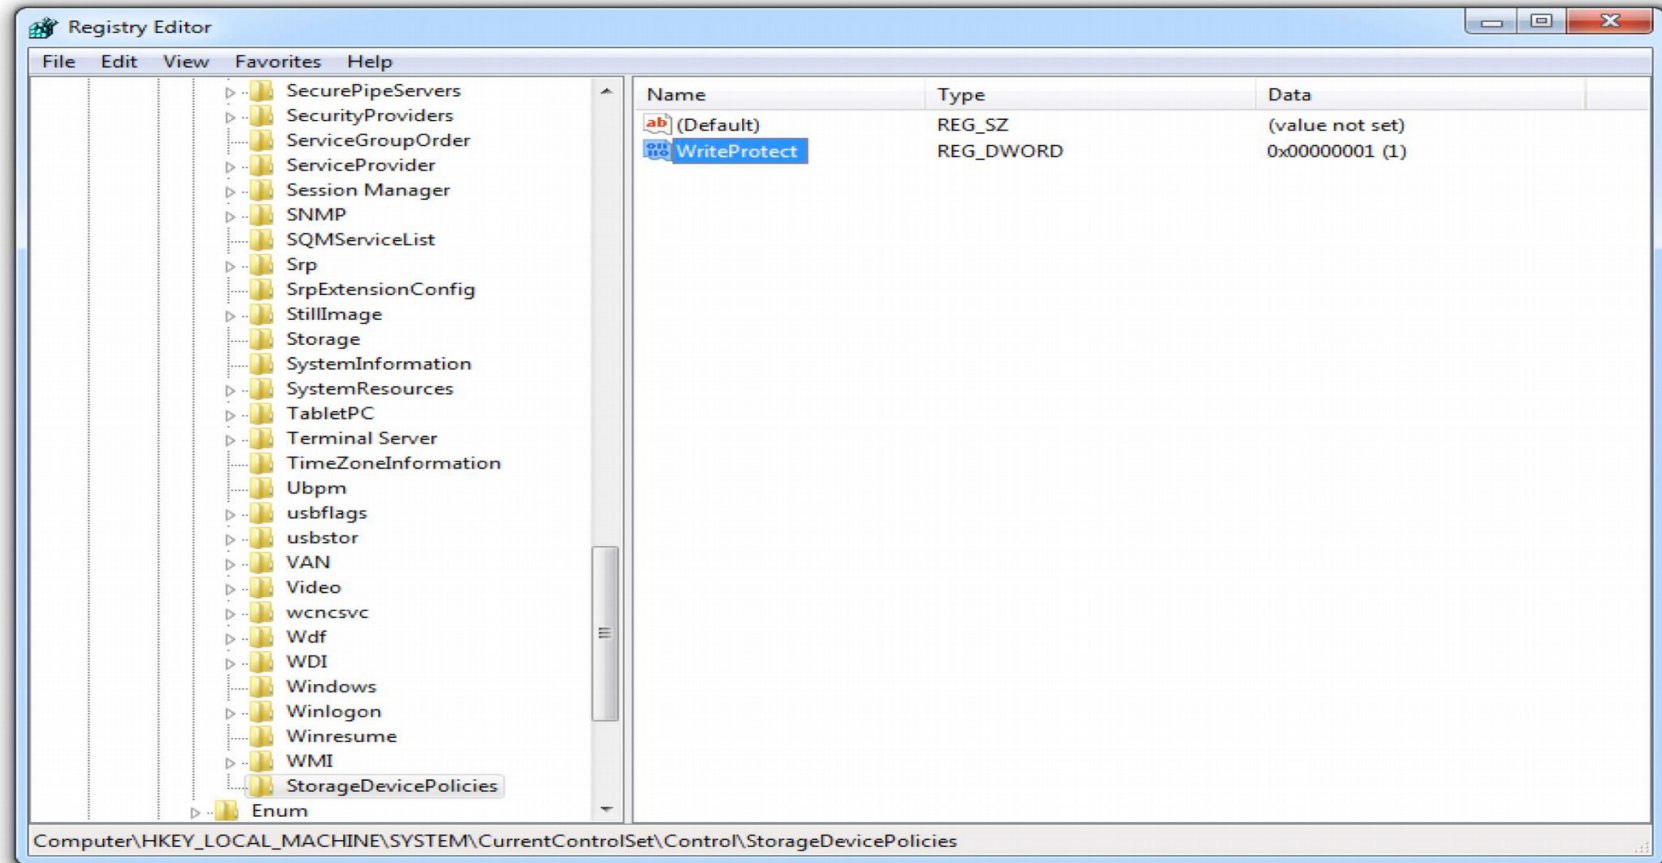 Registry Editor
File Edit View Favorites Help
SecurePipeServers
SecurityProviders
ServiceGroupOrder
ServiceProvider
Session Manager
SNMP
SQMServiceList
Srp
SrpExtensionConfig
StillImage
Storage
SystemInformation
SystemResources
TabletPC
Terminal Server
TimeZoneInformation
Ubpm
usbflags
usbstor
VAN
Video
wcncsvc
Wdf
WDI
Windows
Winlogon
Winresume
WMI
StorageDevicePolicies
Enum
Name Type Data
ab (Default) REG_SZ (value not set)
WriteProtect REG_DWORD 0x00000001 (1)
Computer\HKEY_LOCAL_MACHINE\SYSTEM\CurrentControlSet\Control\StorageDevicePolicies